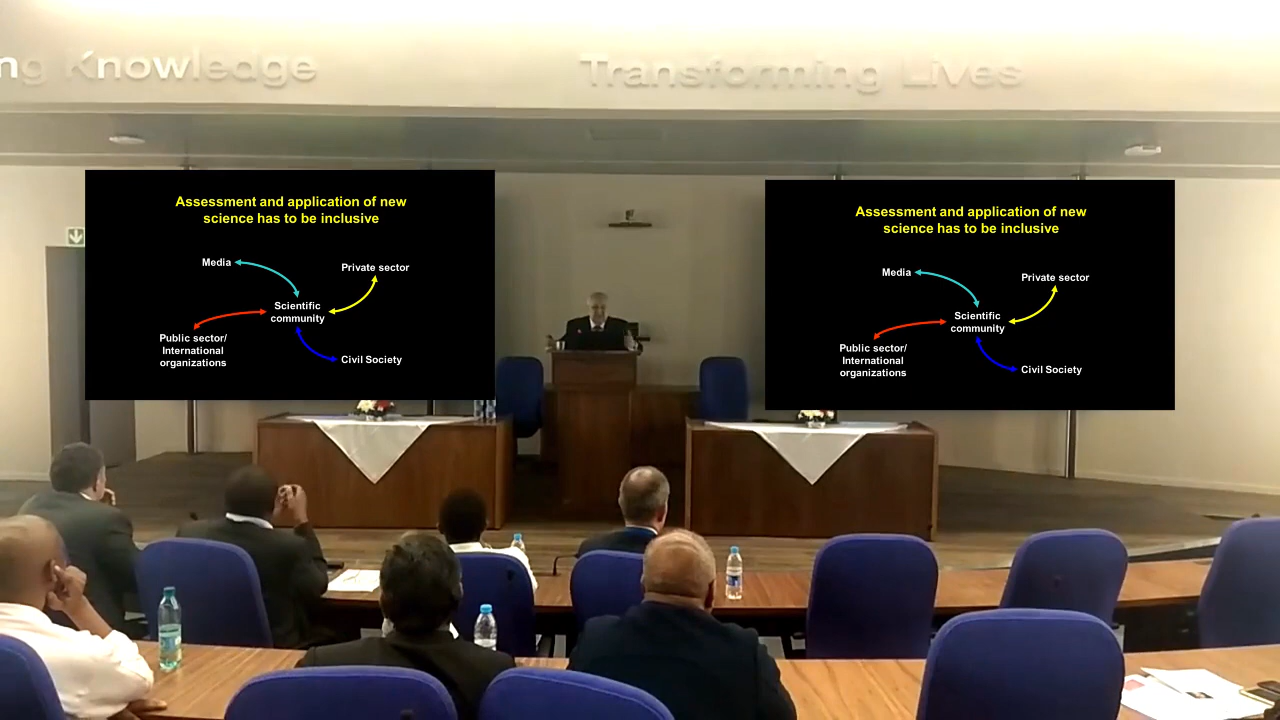 ng Knowledge
Transforming Lives
Assessment and application of new
science has to be inclusive
Media
Private sector
Scientific
community
Public sector/
International
organizations
Civil Society
Assessment and application of new
science has to be inclusive
Media
Private sector
Scientific
community
Public sector/
International
organizations
Civil Society